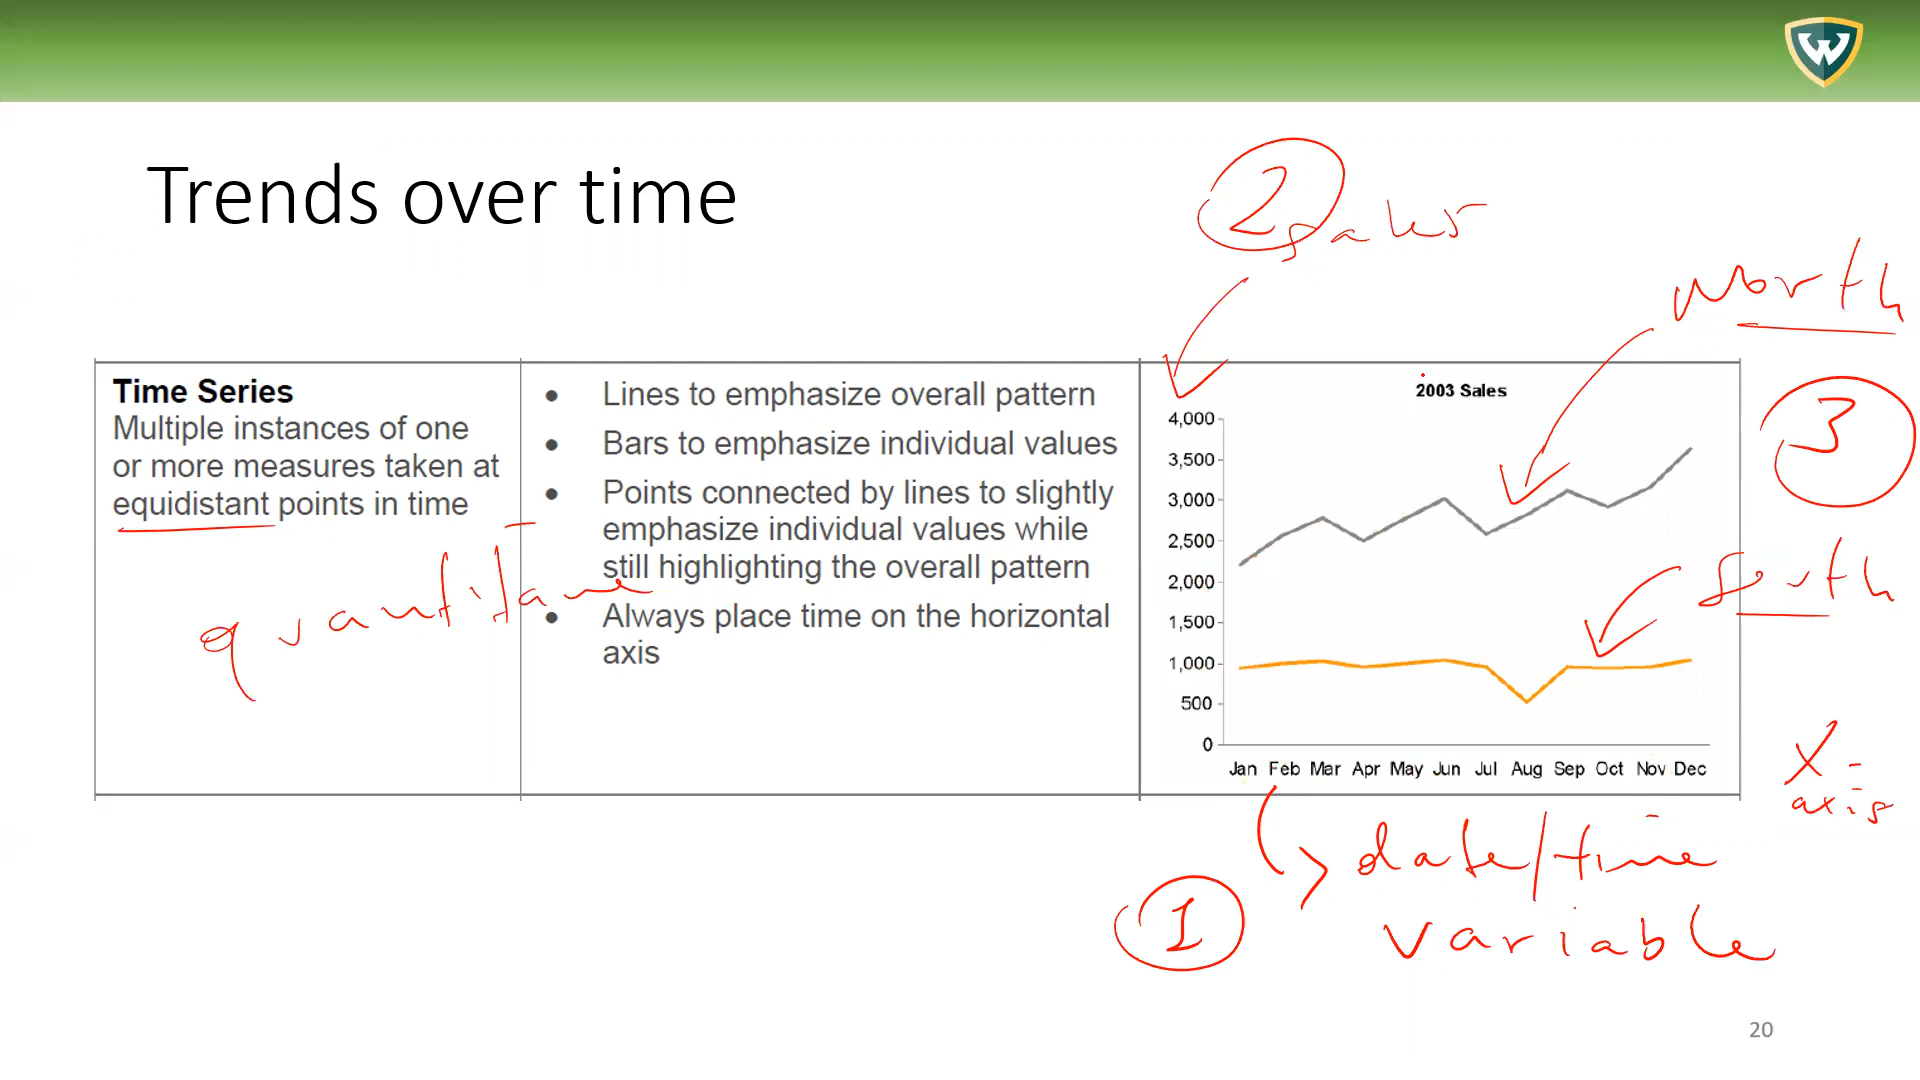 W
Trends over time
2
sales
North
Time Series
Multiple instances of one
or more measures taken at
equidistant points in time
quantitative
• Lines to emphasize overall pattern
• Bars to emphasize individual values
• Points connected by lines to slightly
emphasize individual values while
still highlighting the overall pattern
• Always place time on the horizontal
axis
2003 Sales
4,000
3,500
3,000
2,500
2,000
1,500
1,000
500
0
Jan Feb Mar Apr May Jun Jul Aug Sep Oct Nov Dec
3
South
X-
axis
date/time
variable
1
20